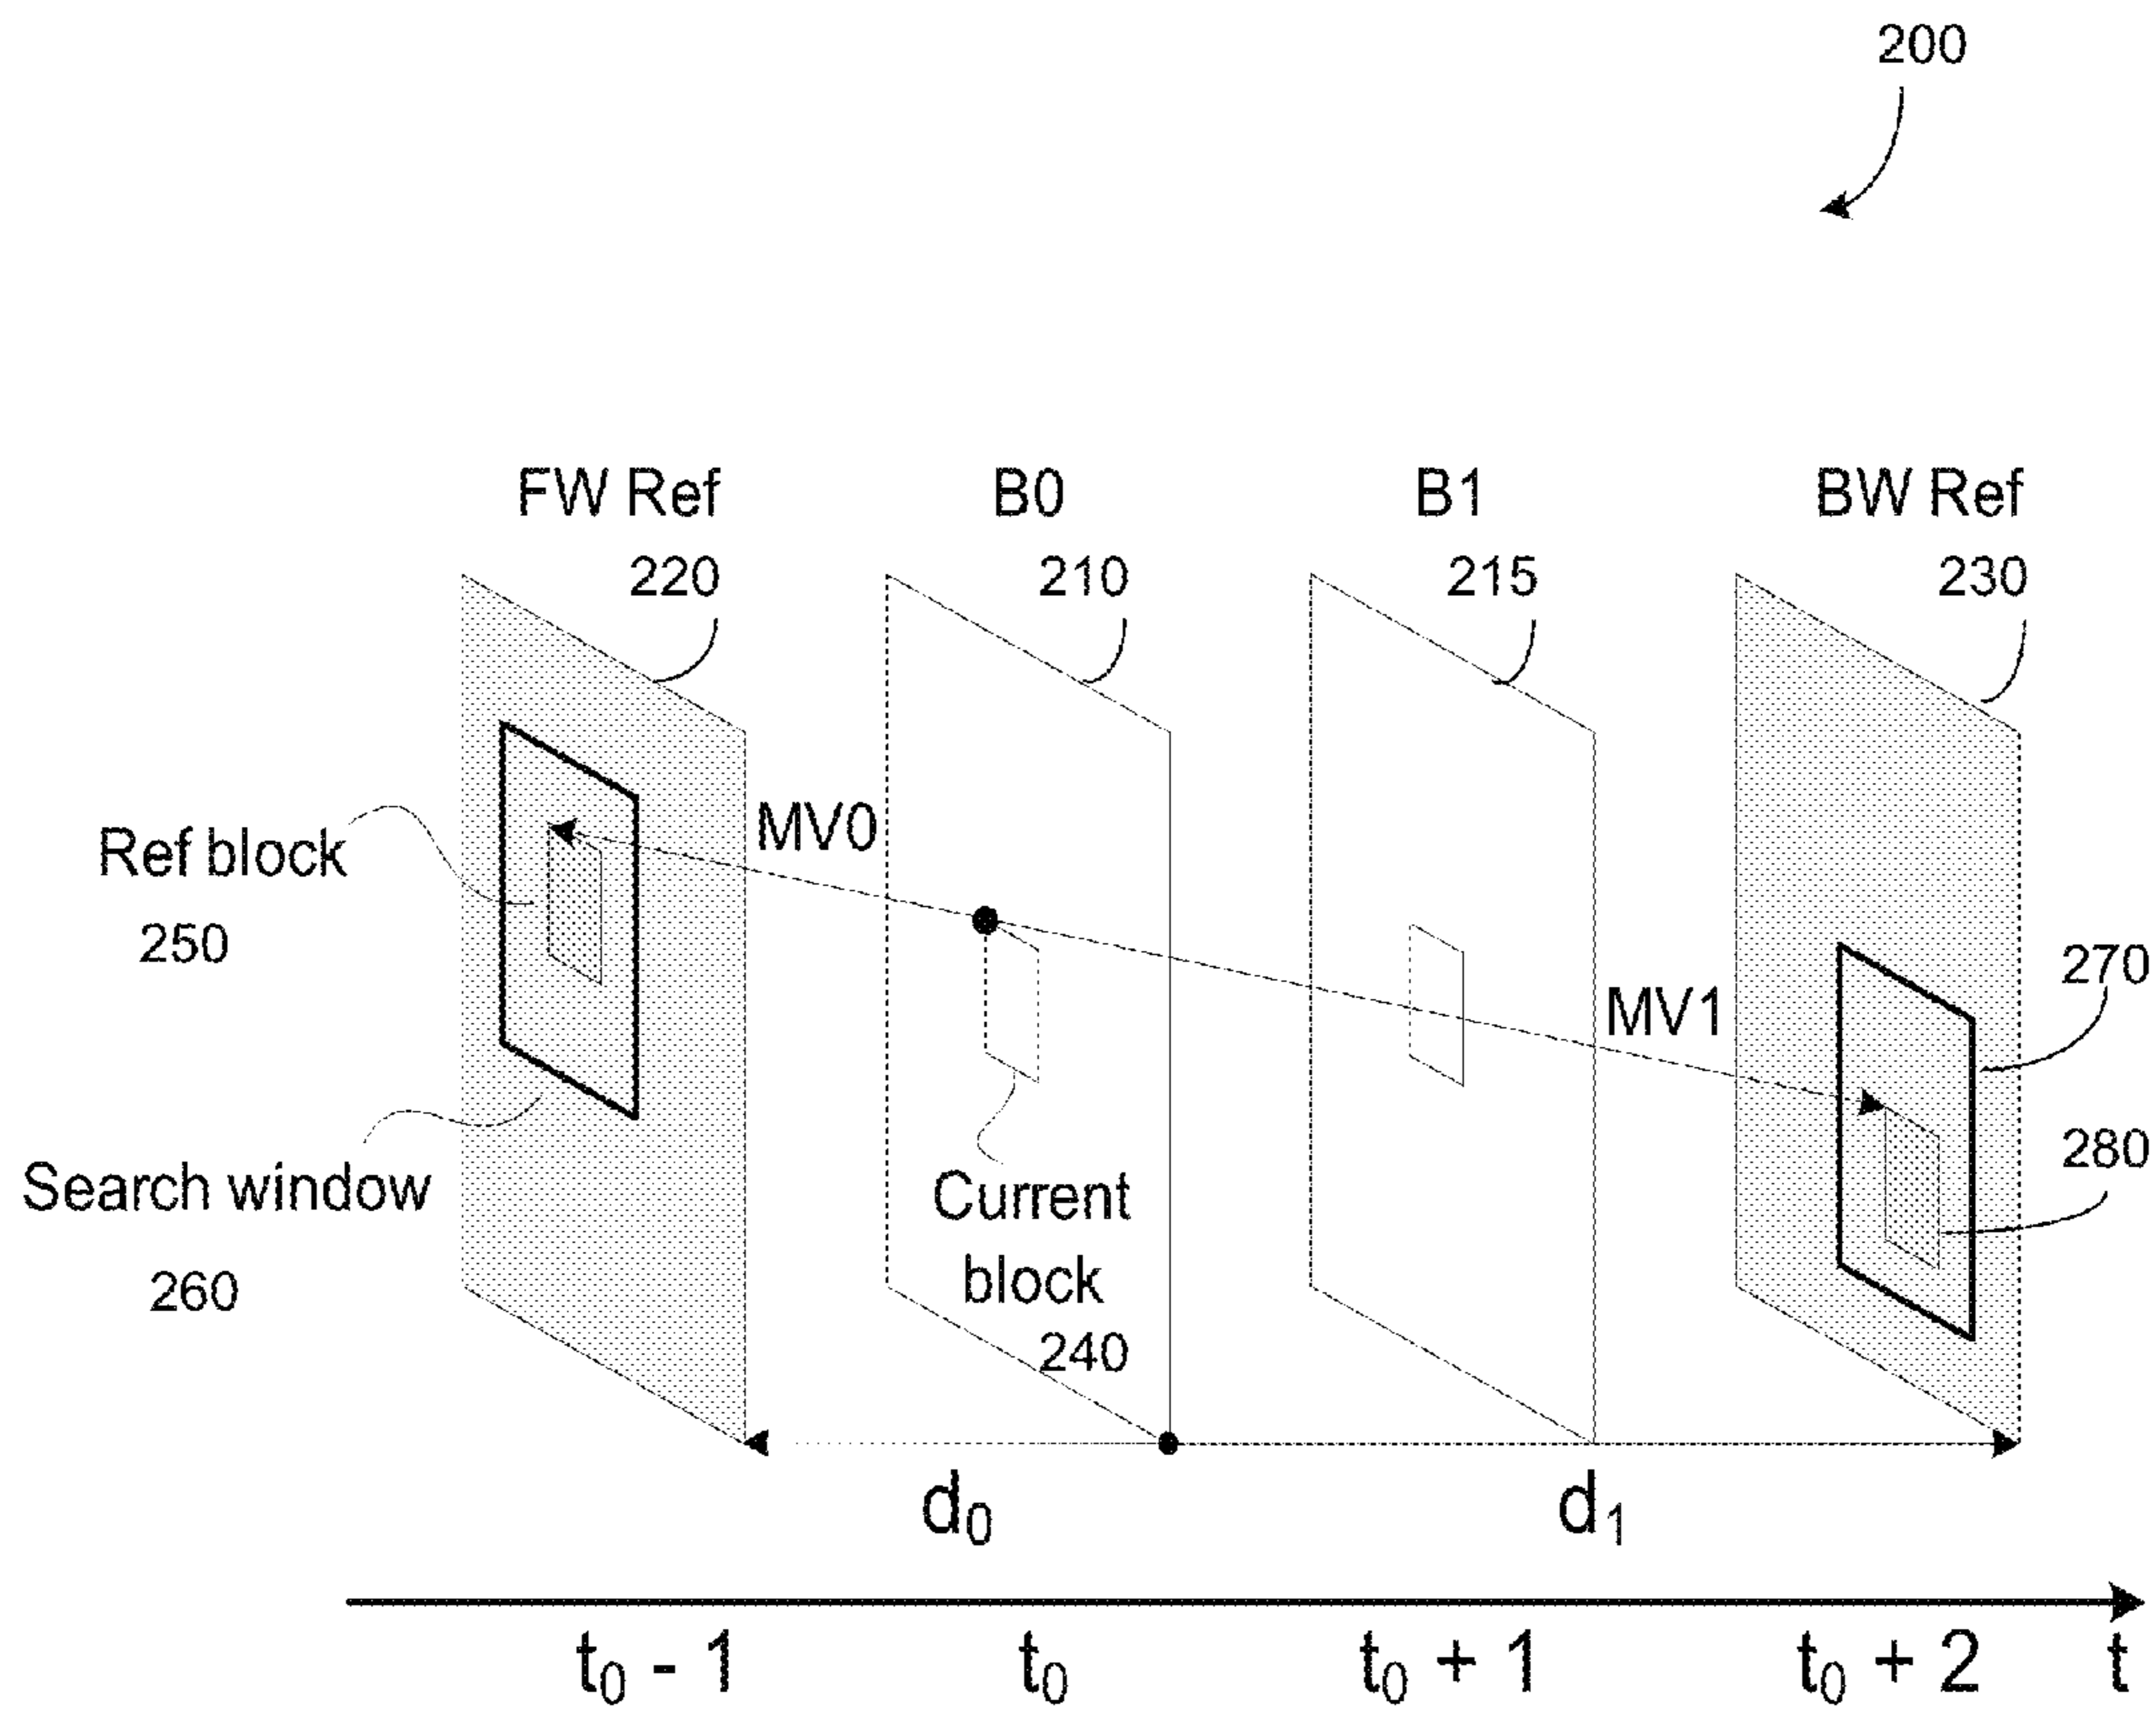 200
FW Ref
220
B0
210
B1
215
BW Ref
230
MV0
Ref block
250
270
MV1
280
Search window
260
Current
block
240
d₀
d₁
t₀ - 1
t₀
t₀ + 1
t₀ + 2
t